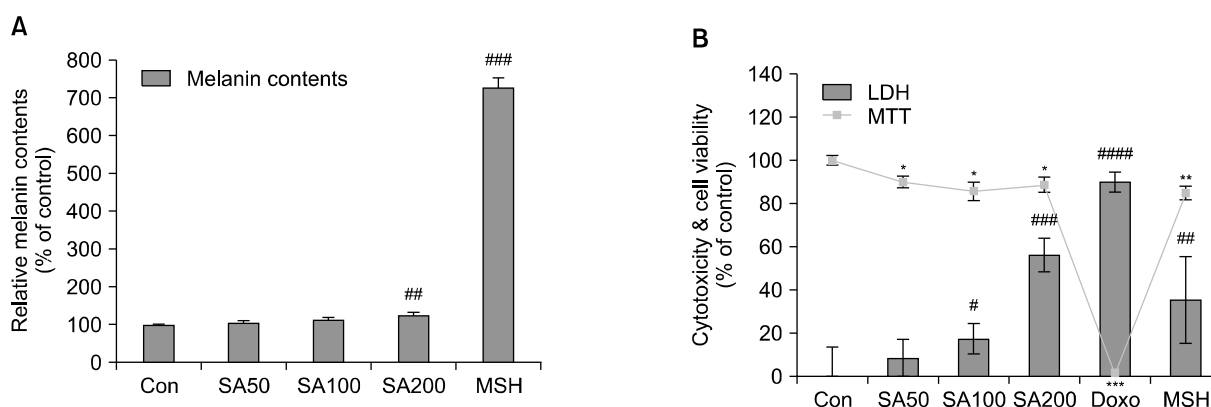 A
Relative melanin contents
(% of control)
800
700
600
500
400
300
200
100
0
Melanin contents
##
###
Con SA50 SA100 SA200 MSH
B
Cytotoxicity & cell viability
(% of control)
140
120
100
80
60
40
20
0
LDH
MTT
* * * **
####
###
##
#
***
Con SA50 SA100 SA200 Doxo MSH